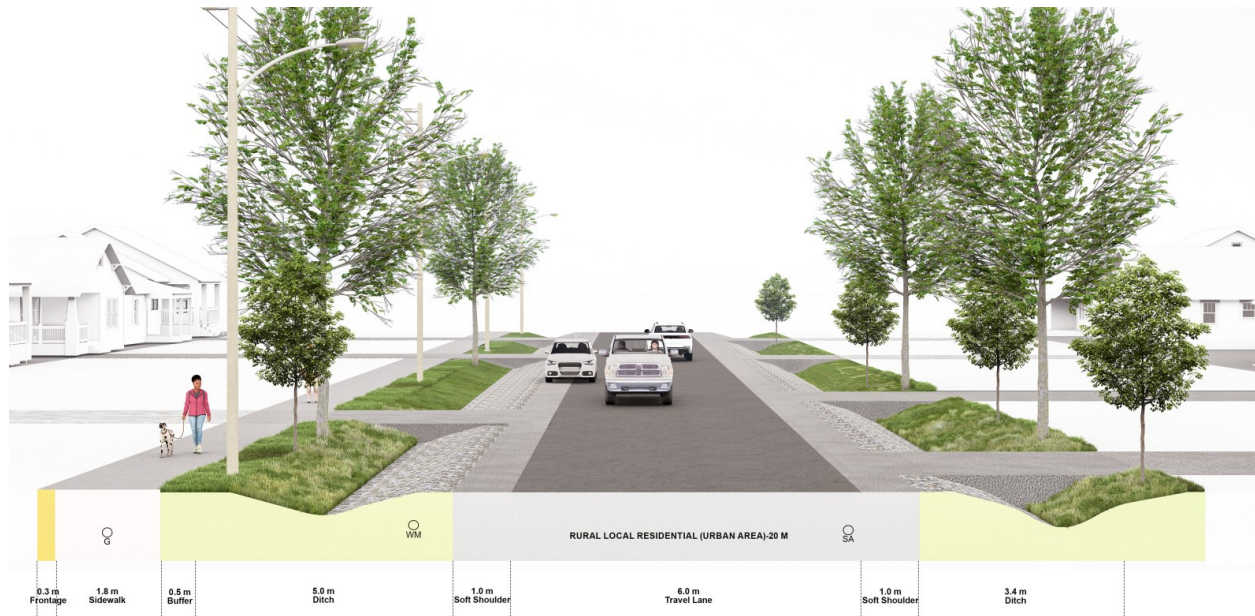 G
WM
RURAL LOCAL RESIDENTIAL (URBAN AREA)-20 M
SA
0.3 m
Frontage
1.8 m
Sidewalk
0.5 m
Buffer
5.0 m
Ditch
1.0 m
Soft Shoulder
6.0 m
Travel Lane
1.0 m
Soft Shoulder
3.4 m
Ditch